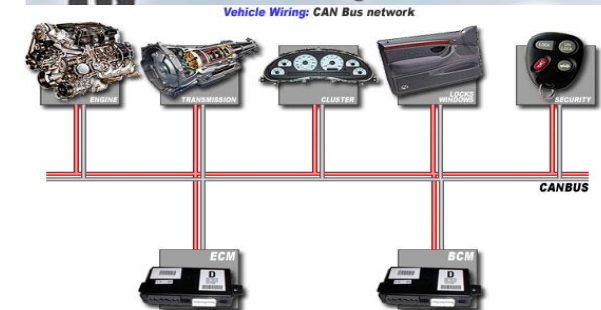 Vehicle Wiring: CAN Bus network
ENGINE
TRANSMISSION
CLUSTER
LOCKS
WINDOWS
SECURITY
CANBUS
ECM
BCM
D
D